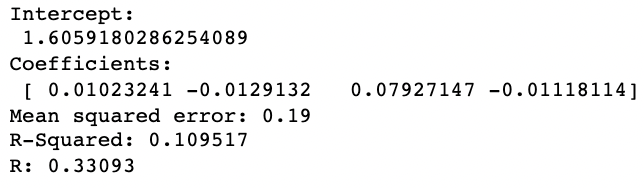 Intercept:
1.6059180286254089
Coefficients:
[ 0.01023241 -0.0129132   0.07927147 -0.01118114]
Mean squared error: 0.19
R-Squared: 0.109517
R: 0.33093